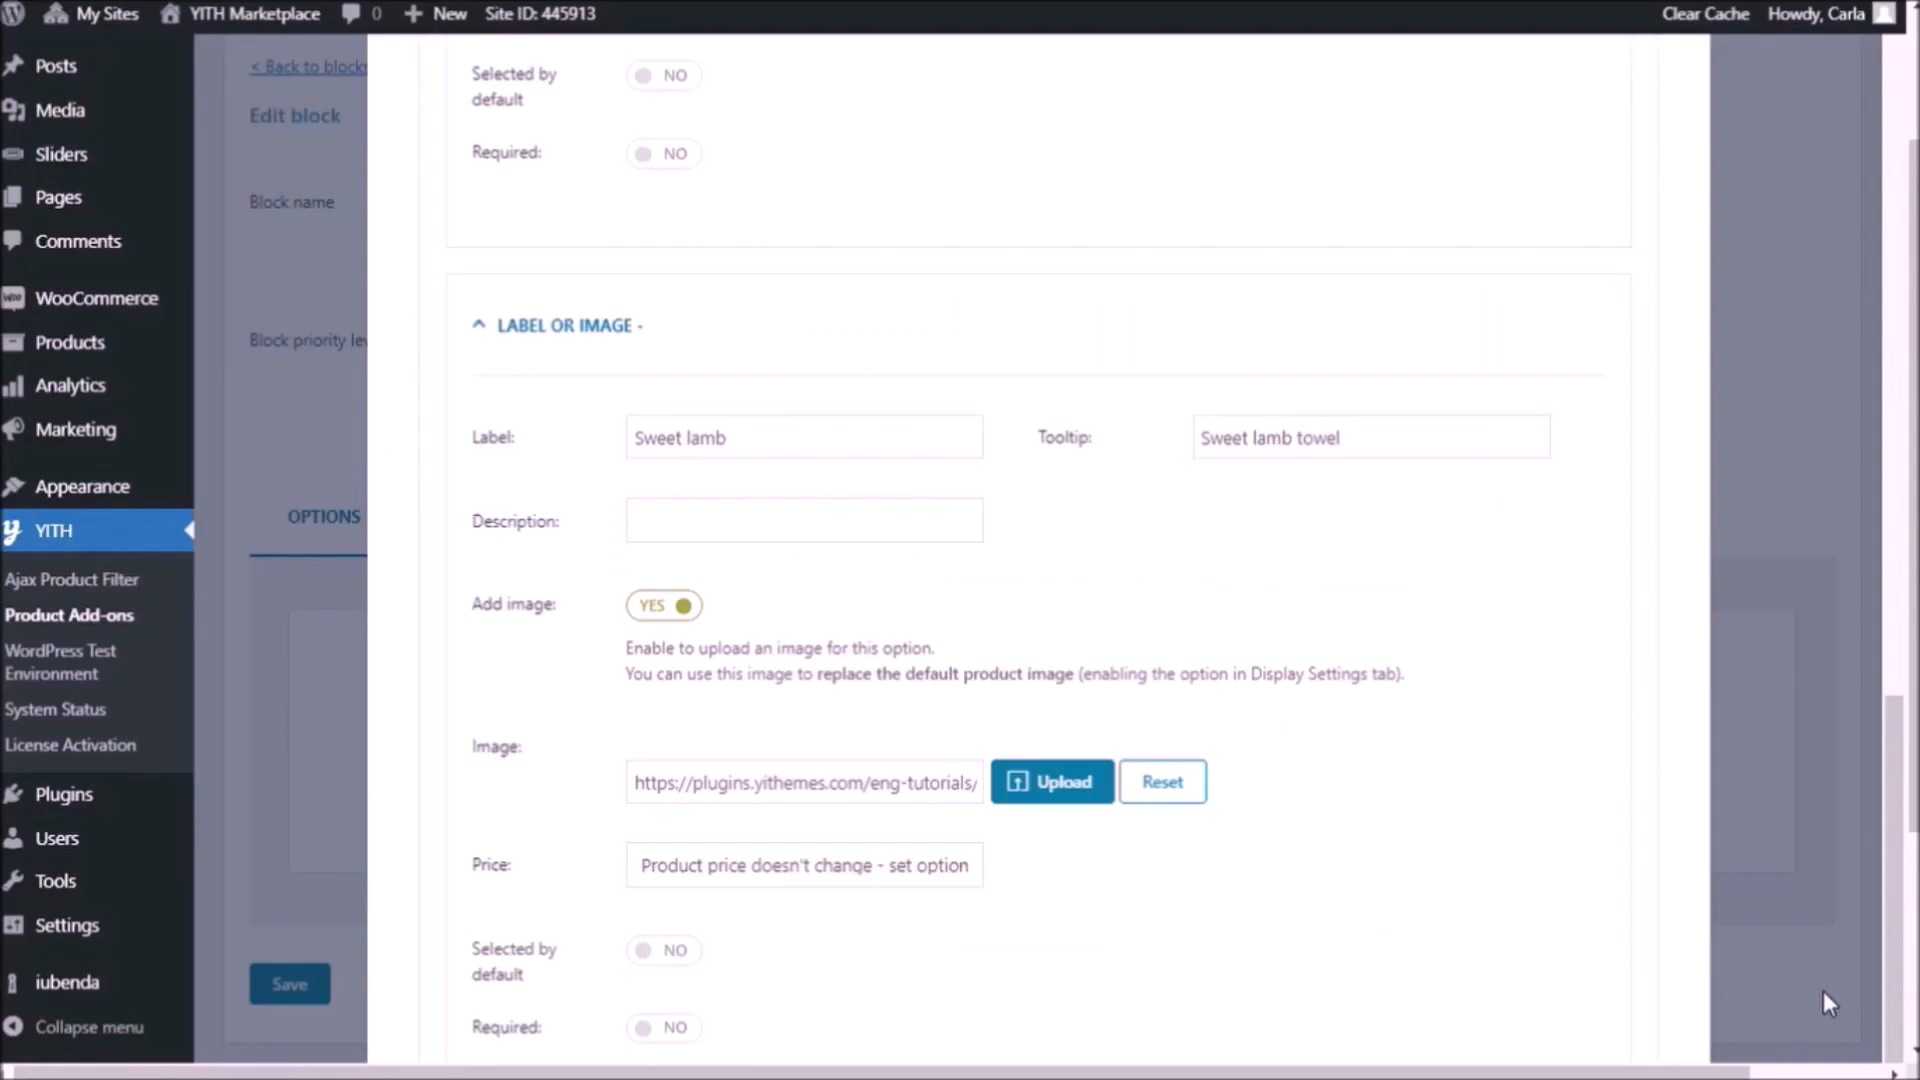 My Sites
YITH Marketplace
0
New
Site ID: 445913
Clear Cache
Howdy, Carla
Posts
Media
Sliders
Pages
Comments
WooCommerce
Products
Analytics
Marketing
Appearance
YITH
Ajax Product Filter
Product Add-ons
WordPress Test
Environment
System Status
License Activation
Plugins
Users
Tools
Settings
iubenda
Collapse menu
< Back to blocks
Edit block
Block name
Block priority lev
OPTIONS
Save
Selected by
default
NO
Required:
NO
LABEL OR IMAGE -
Label:
Sweet lamb
Tooltip:
Sweet lamb towel
Description:
Add image:
YES
Enable to upload an image for this option.
You can use this image to replace the default product image (enabling the option in Display Settings tab).
Image:
https://plugins.yithemes.com/eng-tutorials/
Upload
Reset
Price:
Product price doesn't change - set option
Selected by
default
NO
Required:
NO